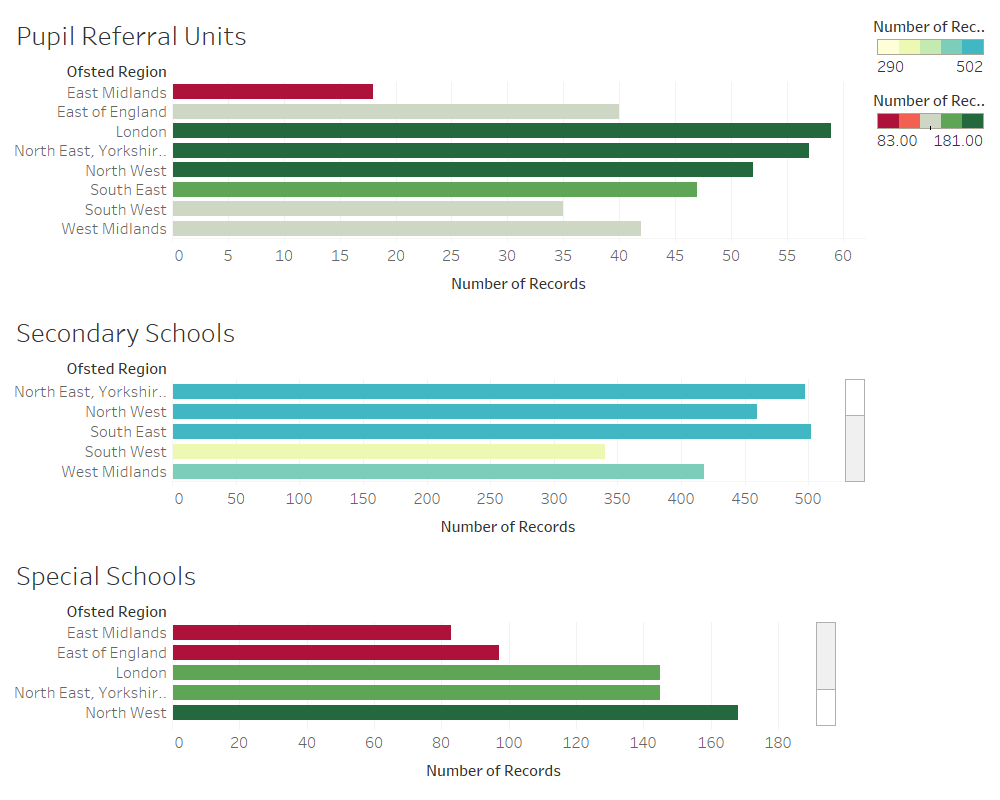 Pupil Referral Units
Ofsted Region
East Midlands
East of England
London
North East, Yorkshir..
North West
South East
South West
West Midlands
0 5 10 15 20 25 30 35 40 45 50 55 60
Number of Records
Number of Rec..
290 502
Number of Rec..
83.00 181.00
Secondary Schools
Ofsted Region
North East, Yorkshir..
North West
South East
South West
West Midlands
0 50 100 150 200 250 300 350 400 450 500
Number of Records
Special Schools
Ofsted Region
East Midlands
East of England
London
North East, Yorkshir..
North West
0 20 40 60 80 100 120 140 160 180
Number of Records